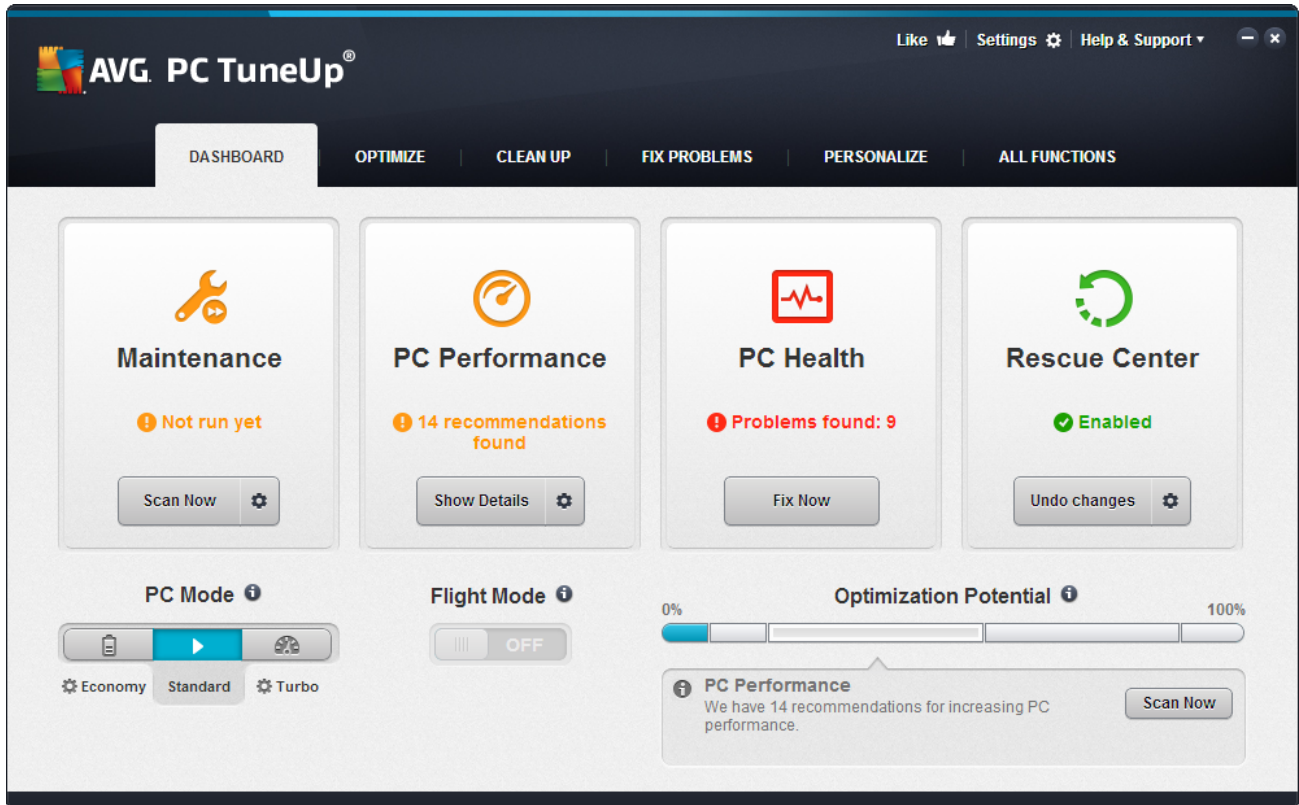 Like Settings Help & Support
AVG. PC TuneUp®
DASHBOARD OPTIMIZE CLEAN UP FIX PROBLEMS PERSONALIZE ALL FUNCTIONS
Maintenance
Not run yet
Scan Now
PC Performance
14 recommendations
found
Show Details
PC Health
Problems found: 9
Fix Now
Rescue Center
Enabled
Undo changes
PC Mode
Economy Standard Turbo
Flight Mode
OFF
Optimization Potential
0% 100%
PC Performance
We have 14 recommendations for increasing PC
performance.
Scan Now